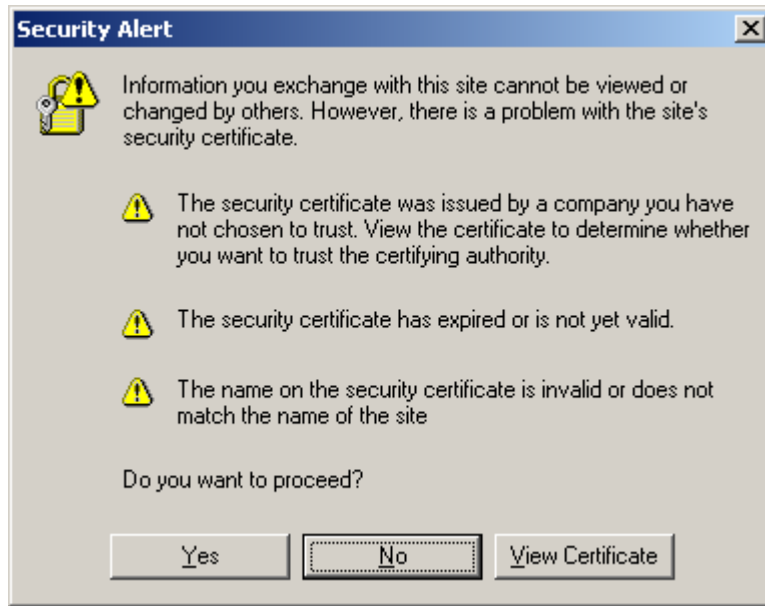 Security Alert
Information you exchange with this site cannot be viewed or
changed by others. However, there is a problem with the site's
security certificate.
The security certificate was issued by a company you have
not chosen to trust. View the certificate to determine whether
you want to trust the certifying authority.
The security certificate has expired or is not yet valid.
The name on the security certificate is invalid or does not
match the name of the site
Do you want to proceed?
Yes No View Certificate